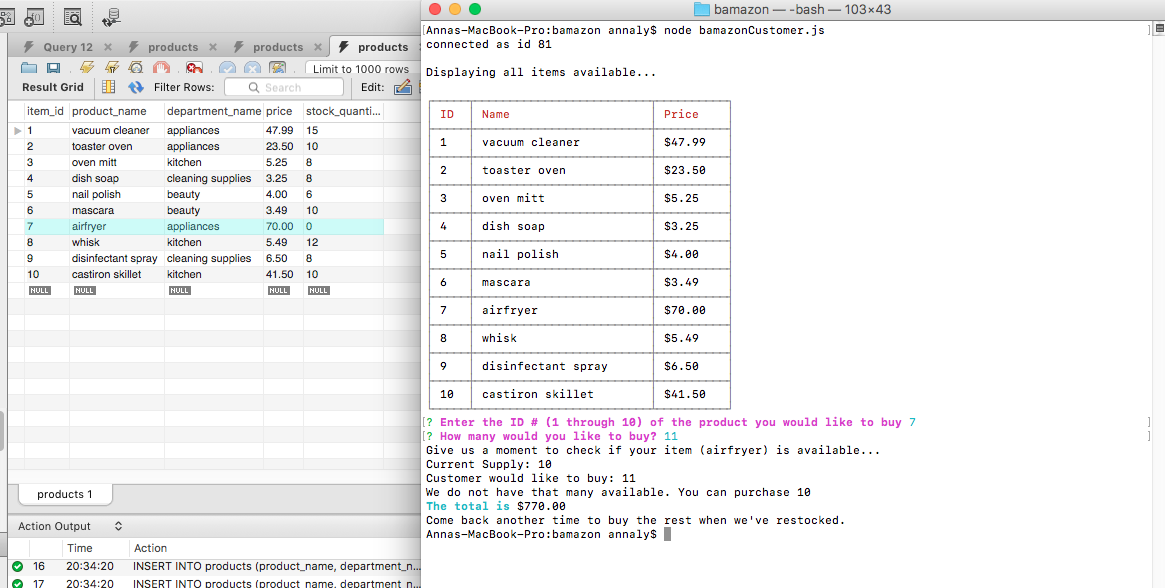 Query 12 × products × products × products
Limit to 1000 rows
Result Grid Filter Rows: Search Edit:
item_id product_name department_name price stock_quanti...
1 vacuum cleaner appliances 47.99 15
2 toaster oven appliances 23.50 10
3 oven mitt kitchen 5.25 8
4 dish soap cleaning supplies 3.25 8
5 nail polish beauty 4.00 6
6 mascara beauty 3.49 10
7 airfryer appliances 70.00 0
8 whisk kitchen 5.49 12
9 disinfectant spray cleaning supplies 6.50 8
10 castiron skillet kitchen 41.50 10
NULL NULL NULL NULL NULL
products 1
Action Output
Time Action
16 20:34:20 INSERT INTO products (product_name, department_n...
17 20:34:20 INSERT INTO products (product_name, department_n...
bamazon — -bash — 103×43
[Annas-MacBook-Pro:bamazon annaly$ node bamazonCustomer.js ]
connected as id 81
Displaying all items available...
ID Name Price
1 vacuum cleaner $47.99
2 toaster oven $23.50
3 oven mitt $5.25
4 dish soap $3.25
5 nail polish $4.00
6 mascara $3.49
7 airfryer $70.00
8 whisk $5.49
9 disinfectant spray $6.50
10 castiron skillet $41.50
[? Enter the ID # (1 through 10) of the product you would like to buy 7 ]
[? How many would you like to buy? 11 ]
Give us a moment to check if your item (airfryer) is available...
Current Supply: 10
Customer would like to buy: 11
We do not have that many available. You can purchase 10
The total is $770.00
Come back another time to buy the rest when we've restocked.
Annas-MacBook-Pro:bamazon annaly$